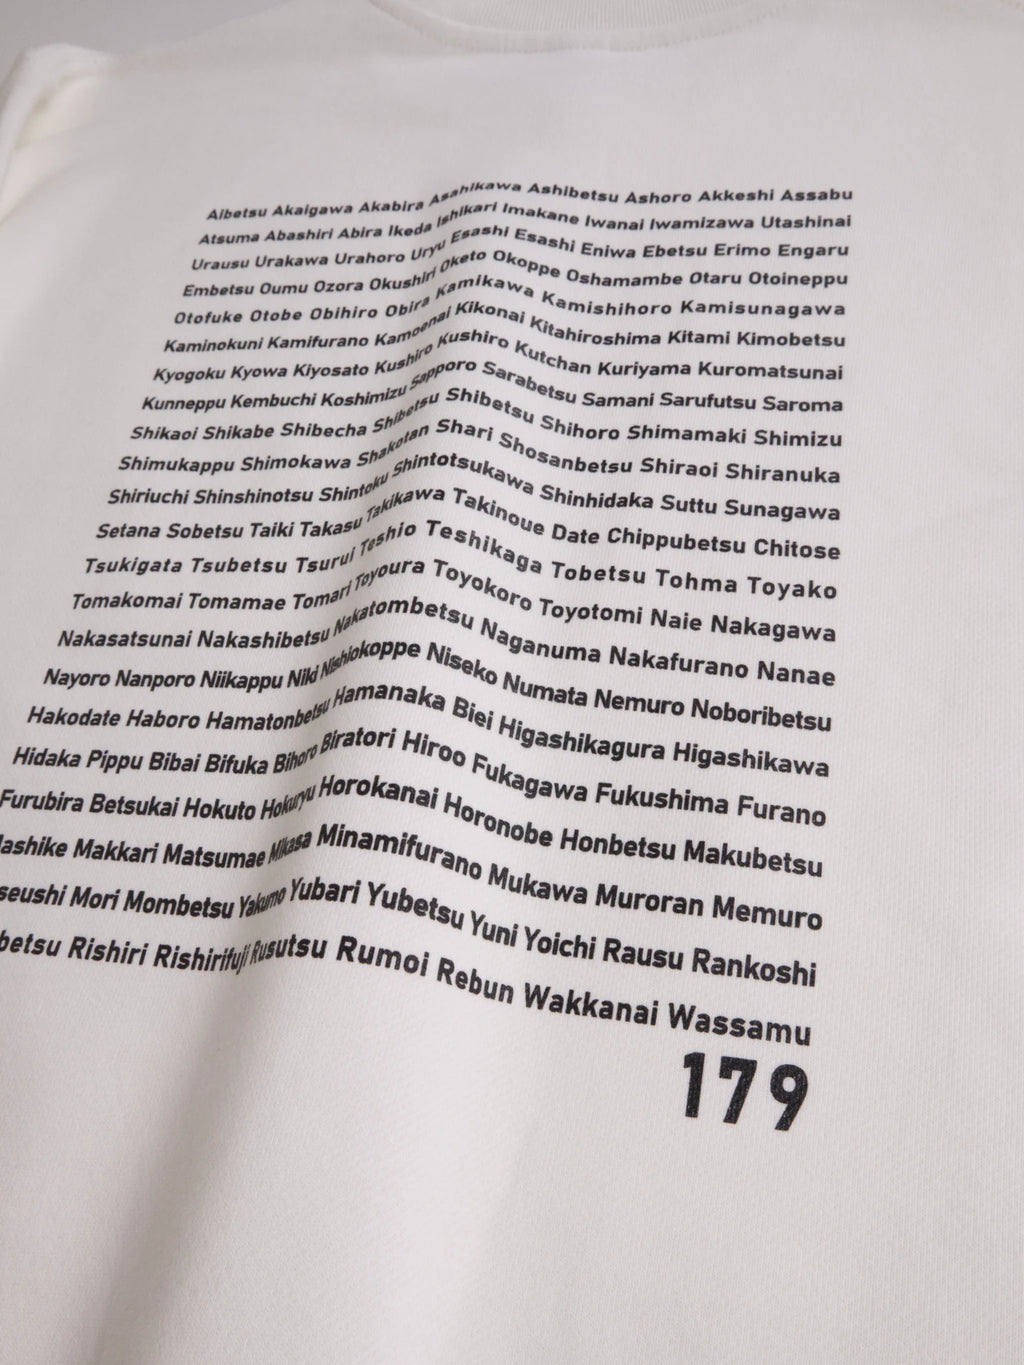 Aibetsu Akaigawa Akabira Asahikawa Ashibetsu Ashoro Akkeshi Assabu
Atsuma Abashiri Abira Ikeda Ishikari Imakane Iwanai Iwamizawa Utashinai
Urausu Urakawa Urahoro Uryu Esashi Esashi Eniwa Ebetsu Erimo Engaru
Embetsu Oumu Ozora Okushiri Oketo Okoppe Oshamambe Otaru Otoineppu
Otofuke Otobe Obihiro Obira Kamikawa Kamishihoro Kamisunagawa
Kaminokuni Kamifurano Kamoenai Kikonai Kitahiroshima Kitami Kimobetsu
Kyogoku Kyowa Kiyosato Kushiro Kushiro Kutchan Kuriyama Kuromatsunai
Kunneppu Kembuchi Koshimizu Sapporo Sarabetsu Samani Sarufutsu Saroma
Shikaoi Shikabe Shibecha Shibetsu Shibetsu Shihoro Shimamaki Shimizu
Shimukappu Shimokawa Shakotan Shari Shosanbetsu Shiraoi Shiranuka
Shiriuchi Shinshinotsu Shintoku Shintotsukawa Shinhidaka Suttu Sunagawa
Setana Sobetsu Taiki Takasu Takikawa Takinoue Date Chippubetsu Chitose
Tsukigata Tsubetsu Tsurui Teshio Teshikaga Tobetsu Tohma Toyako
Tomakomai Tomamae Tomari Toyoura Toyokoro Toyotomi Naie Nakagawa
Nakasatsunai Nakashibetsu Nakatombetsu Naganuma Nakafurano Nanae
Nayoro Nanporo Niikappu Niki Nishiokoppe Niseko Numata Nemuro Noboribetsu
Hakodate Haboro Hamatonbetsu Hamanaka Biei Higashikagura Higashikawa
Hidaka Pippu Bibai Bifuka Bihoro Biratori Hiroo Fukagawa Fukushima Furano
Furubira Betsukai Hokuto Hokuryu Horokanai Horonobe Honbetsu Makubetsu
ashike Makkari Matsumae Mikasa Minamifurano Mukawa Muroran Memuro
seushi Mori Mombetsu Yakumo Yubari Yubetsu Yuni Yoichi Rausu Rankoshi
betsu Rishiri Rishirifuji Rusutsu Rumoi Rebun Wakkanai Wassamu
179